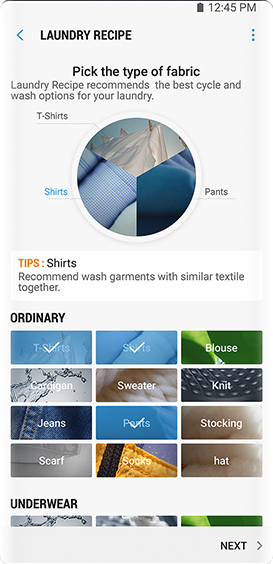 12:45 PM
LAUNDRY RECIPE
Pick the type of fabric
Laundry Recipe recommends the best cycle and
wash options for your laundry.
T-Shirts
Shirts
Pants
TIPS : Shirts
Recommend wash garments with similar textile
together.
ORDINARY
T-Shirts Shirts Blouse
Cardigan Sweater Knit
Jeans Pants Stocking
Scarf Socks hat
UNDERWEAR
NEXT